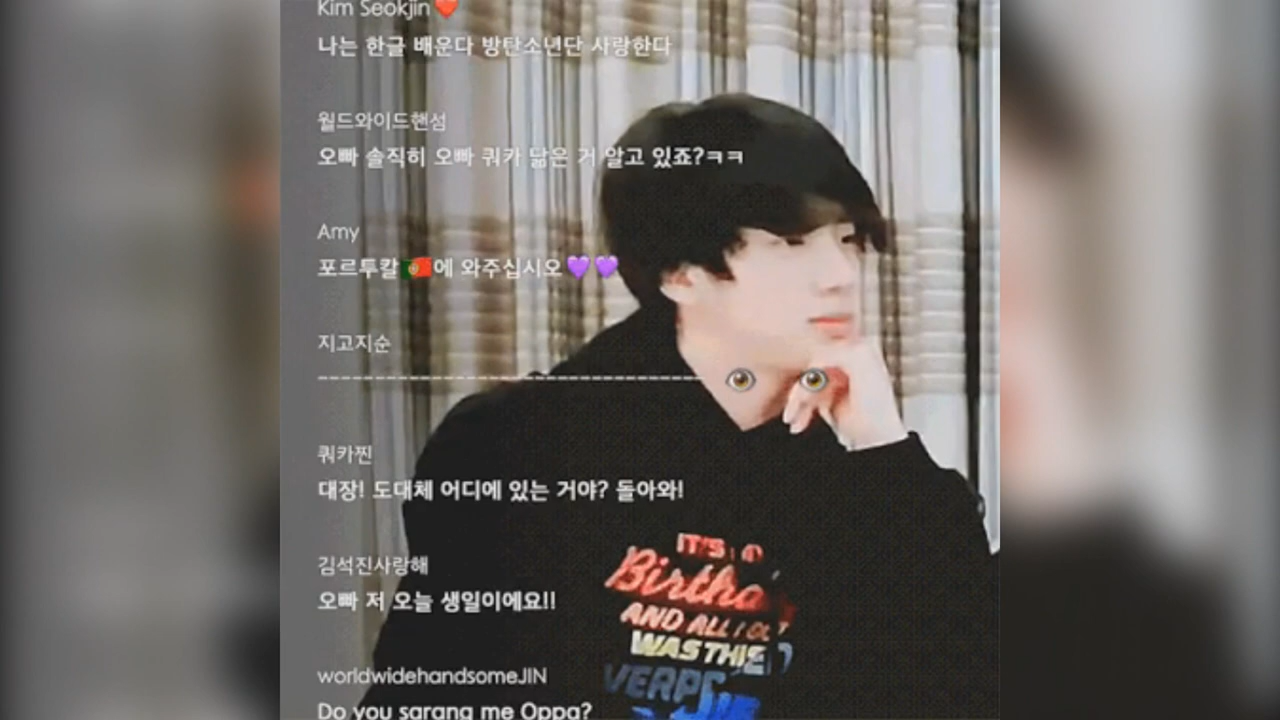 Kim Seokjin❤️
나는 한글 배운다 방탄소년단 사랑한다
월드와이드핸섬
오빠 솔직히 오빠 쿼카 닮은 거 알고 있죠?ㅋㅋ
Amy
포르투칼🇵🇹에 와주십시오💜💜
지고지순
쿼카찐
대장! 도대체 어디에 있는 거야? 돌아와!
김석진사랑해
오빠 저 오늘 생일이에요!!
worldwidehandsomeJIN
Do you sarang me Oppa?
IT'S
AND ALL I
WAS THIS